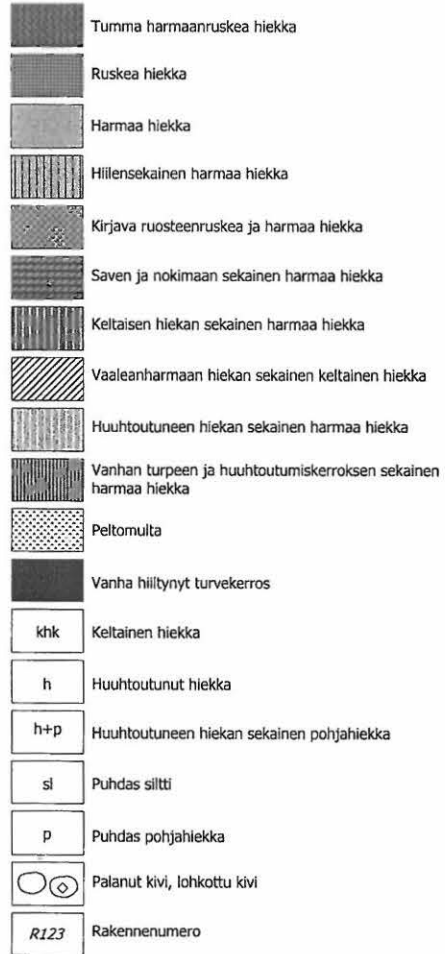 Tumma harmaanruskea hiekka
Ruskea hiekka
Harmaa hiekka
Hiilensekainen harmaa hiekka
Kirjava ruosteenruskea ja harmaa hiekka
Saven ja nokimaan sekainen harmaa hiekka
Keltaisen hiekan sekainen harmaa hiekka
Vaaleanharmaan hiekan sekainen keltainen hiekka
Huuhtoutuneen hiekan sekainen harmaa hiekka
Vanhan turpeen ja huuhtoutumiskerroksen sekainen
harmaa hiekka
Peltomulta
Vanha hiiltynyt turvekerros
khk Keltainen hiekka
h Huuhtoutunut hiekka
h+p Huuhtoutuneen hiekan sekainen pohjahiekka
si Puhdas siltti
p Puhdas pohjahiekka
Palanut kivi, lohkottu kivi
R123 Rakennenumero